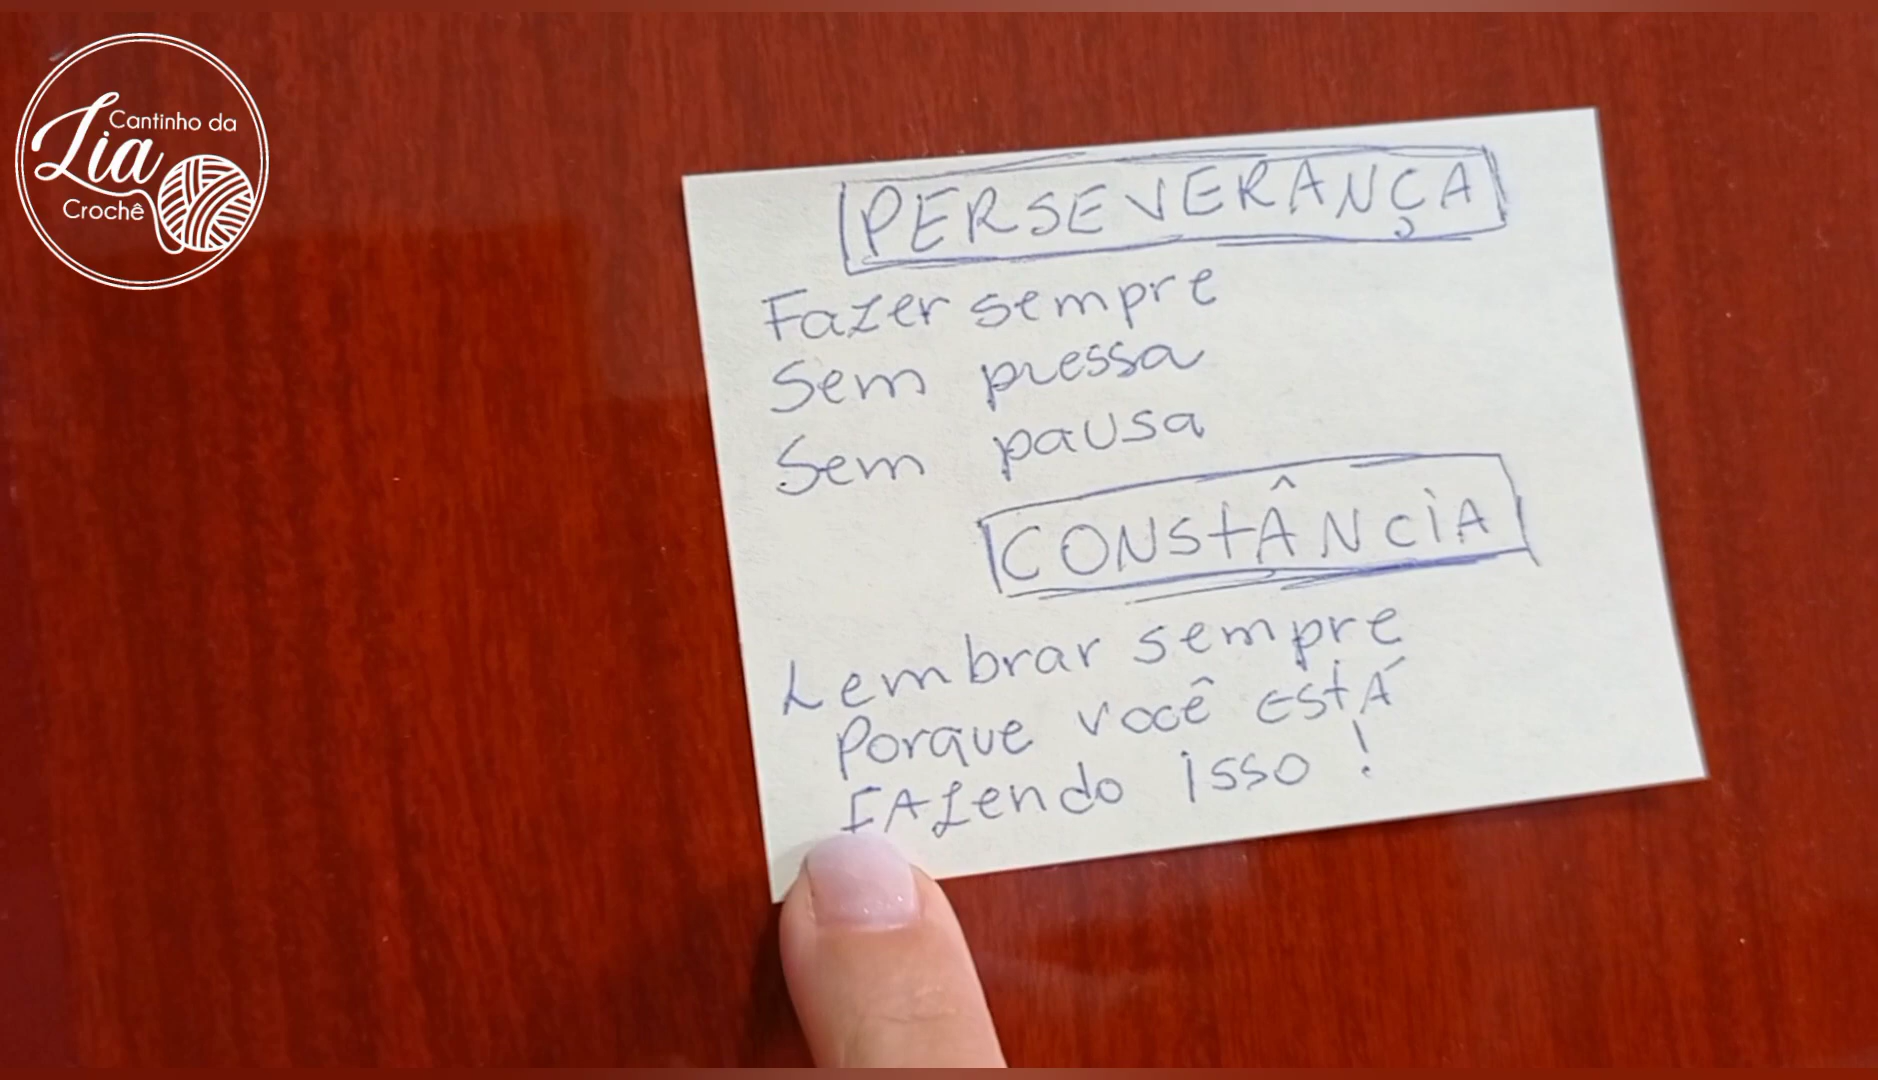 Cantinho da
Lia
Crochê
PERSEVERANÇA
Fazer sempre
Sem pressa
Sem pausa
CONStÂNCiA
Lembrar sempre
Porque você EStÁ
FAZendo isso !